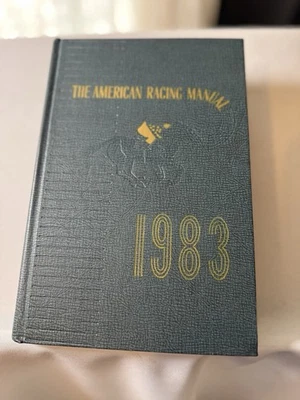 THE AMERICAN RACING MANUAL
1983